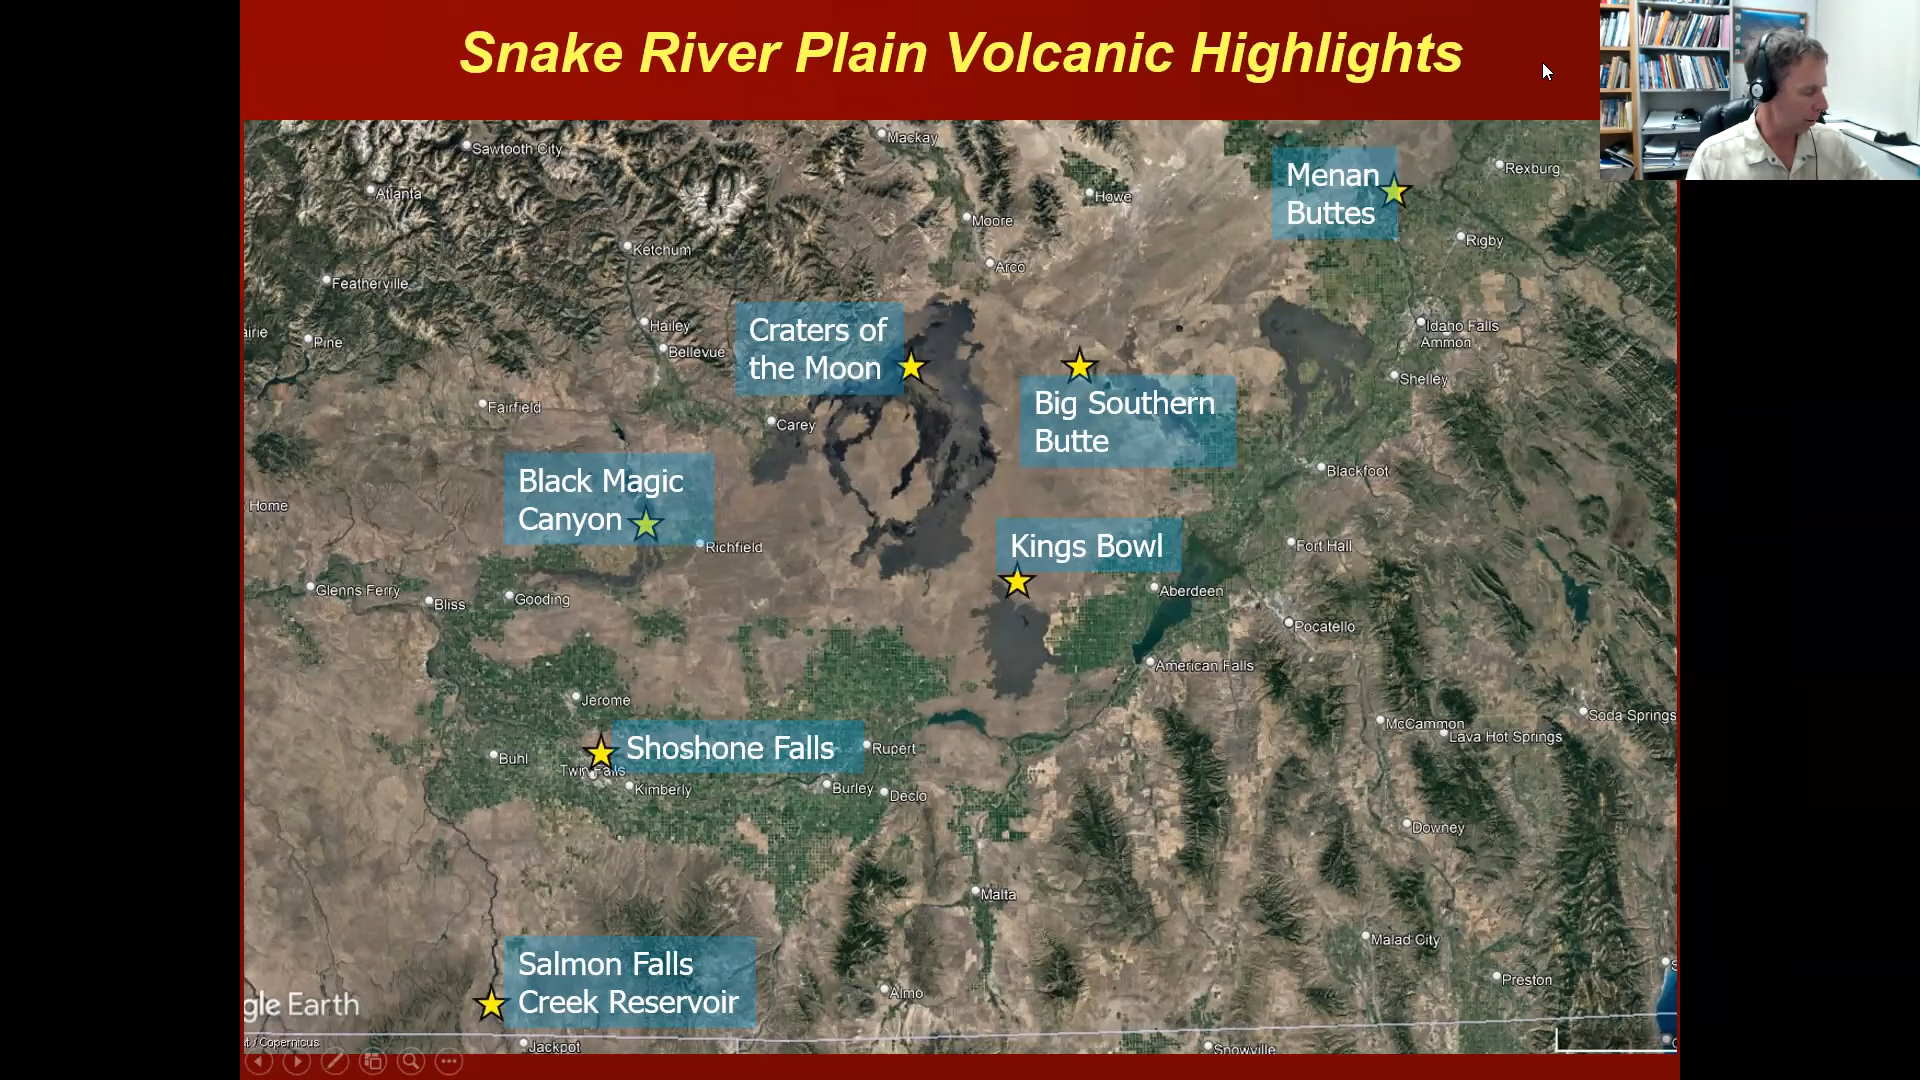 Snake River Plain Volcanic Highlights
Mackay
Sawtooth City
Menan
Buttes
Rexburg
Atlanta
Howe
Moore
Rigby
Ketchum
Arco
Featherville
Craters of
the Moon
Hailey
Idaho Falls
airie
Pine
Ammon
Bellevue
Shelley
Big Southern
Butte
Fairfield
Carey
Black Magic
Canyon
Blackfoot
Home
Richfield
Kings Bowl
Fort Hall
Glenns Ferry
Bliss
Gooding
Aberdeen
Pocatello
American Falls
Jerome
Soda Springs
McCammon
Lava Hot Springs
Shoshone Falls
Rupert
Buhl
Twin Falls
Kimberly
Burley
Declo
Downey
Malta
Malad City
Salmon Falls
Creek Reservoir
Preston
Almo
gle Earth
t / Copernicus
Jackpot
Snowville